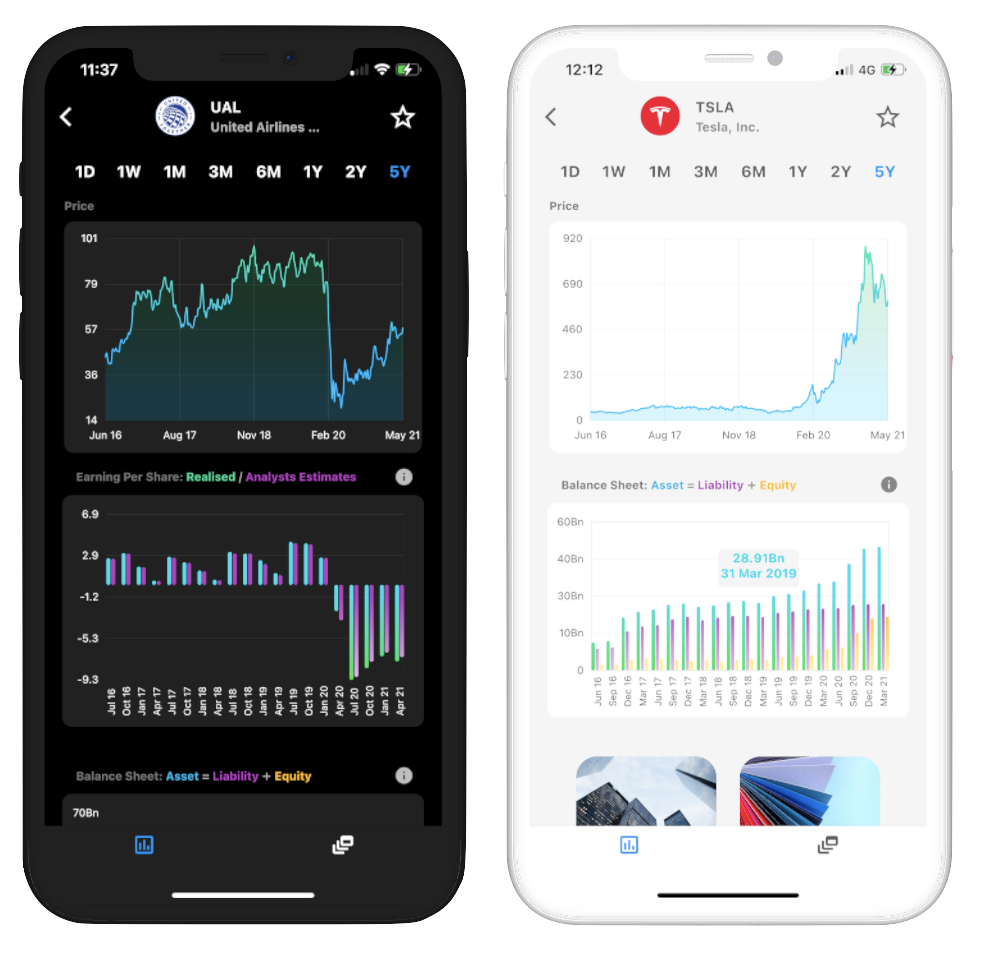 11:37
UAL
United Airlines ...
1D 1W 1M 3M 6M 1Y 2Y 5Y
Price
101
79
57
36
14
Jun 16 Aug 17 Nov 18 Feb 20 May 21
Earning Per Share: Realised / Analysts Estimates
6.9
2.9
-1.2
-5.3
-9.3
Jul 16 Oct 16 Jan 17 Apr 17 Jul 17 Oct 17 Jan 18 Apr 18 Jul 18 Oct 18 Jan 19 Apr 19 Jul 19 Oct 19 Jan 20 Apr 20 Jul 20 Oct 20 Jan 21 Apr 21
Balance Sheet: Asset = Liability + Equity
70Bn
12:12
4G
TSLA
Tesla, Inc.
1D 1W 1M 3M 6M 1Y 2Y 5Y
Price
920
690
460
230
0
Jun 16 Aug 17 Nov 18 Feb 20 May 21
Balance Sheet: Asset = Liability + Equity
60Bn
40Bn
30Bn
10Bn
0
28.91Bn
31 Mar 2019
Jun 16 Sep 16 Dec 16 Mar 17 Jun 17 Sep 17 Dec 17 Mar 18 Jun 18 Sep 18 Dec 18 Mar 19 Jun 19 Sep 19 Dec 19 Mar 20 Jun 20 Sep 20 Dec 20 Mar 21